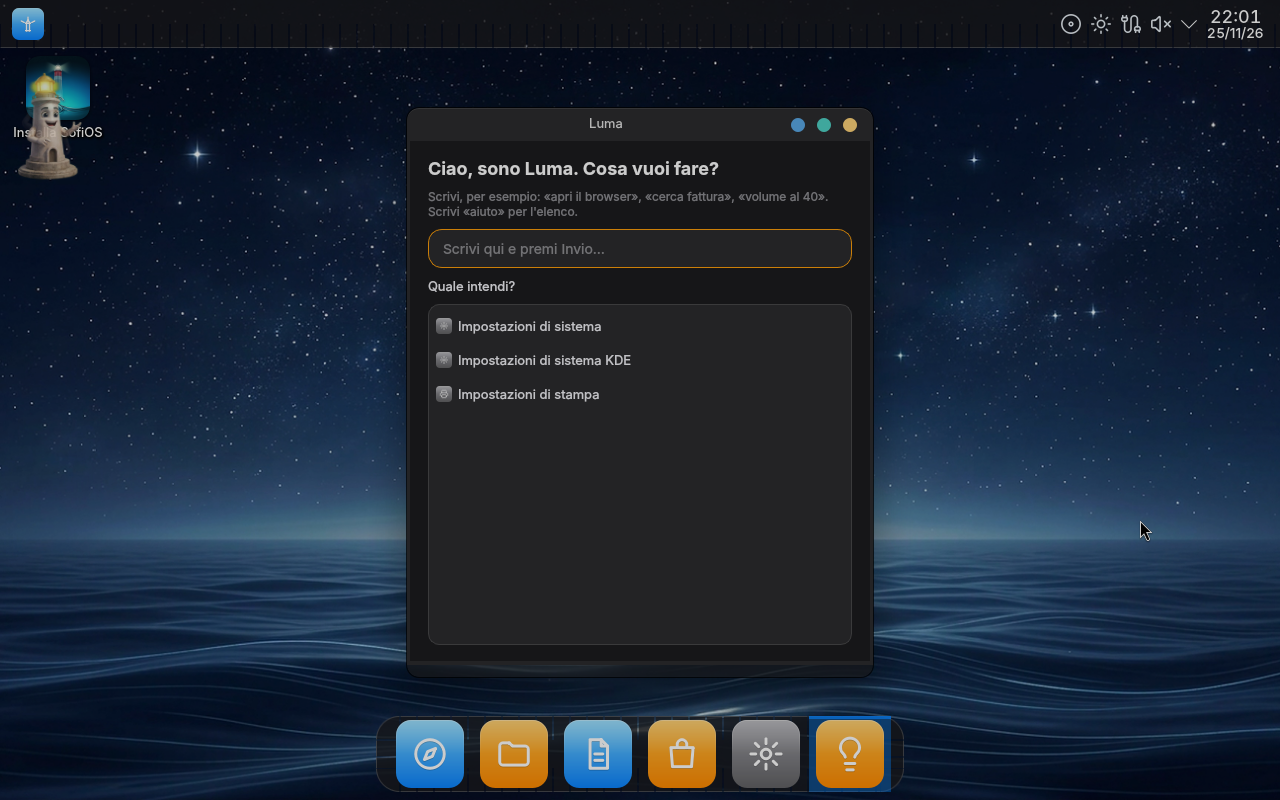 22:01
25/11/26
Luma
Ciao, sono Luma. Cosa vuoi fare?
Scrivi, per esempio: «apri il browser», «cerca fattura», «volume al 40».
Scrivi «aiuto» per l'elenco.
Scrivi qui e premi Invio...
Quale intendi?
Impostazioni di sistema
Impostazioni di sistema KDE
Impostazioni di stampa